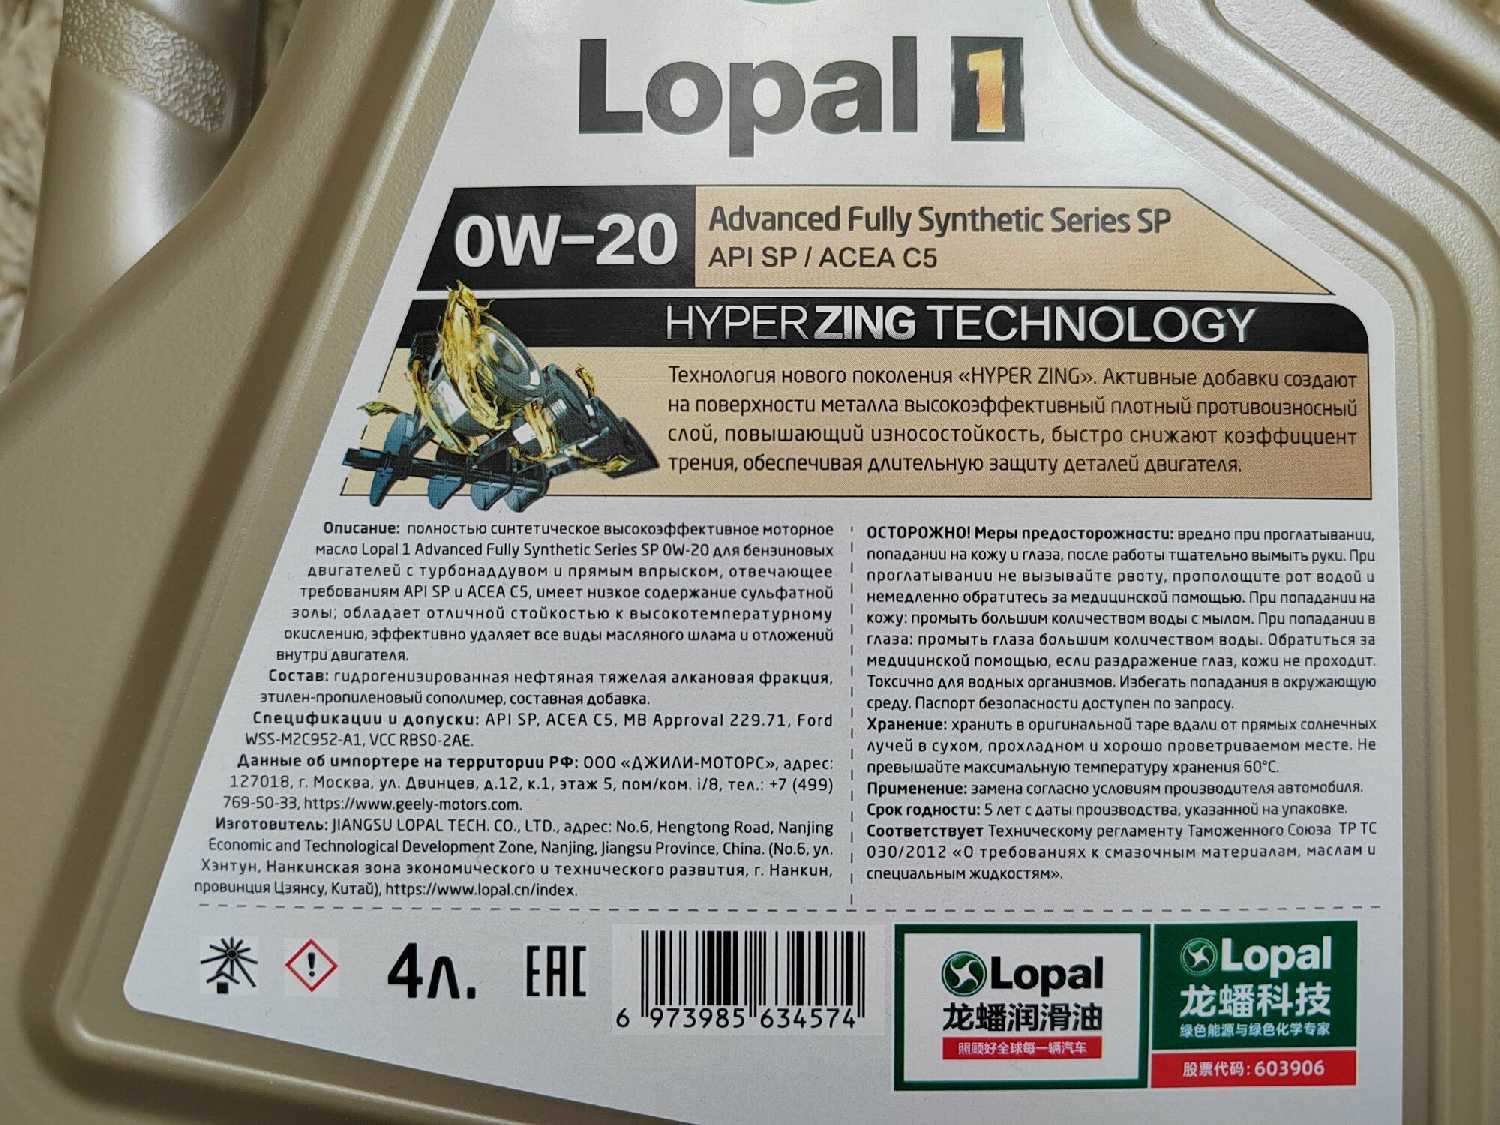 Lopal 1
0W-20
Advanced Fully Synthetic Series SP
API SP / ACEA C5
HYPER ZING TECHNOLOGY
Технология нового поколения «HYPER ZING». Активные добавки создают
на поверхности металла высокоэффективный плотный противоизносный
слой, повышающий износостойкость, быстро снижают коэффициент
трения, обеспечивая длительную защиту деталей двигателя.
Описание: полностью синтетическое высокоэффективное моторное
масло Lopal 1 Advanced Fully Synthetic Series SP 0W-20 для бензиновых
двигателей с турбонаддувом и прямым впрыском, отвечающее
требованиям API SP и ACEA C5, имеет низкое содержание сульфатной
золы; обладает отличной стойкостью к высокотемпературному
окислению, эффективно удаляет все виды масляного шлама и отложений
внутри двигателя.
Состав: гидрогенизированная нефтяная тяжелая алкановая фракция,
этилен-пропиленовый сополимер, составная добавка.
Спецификации и допуски: API SP, ACEA C5, MB Approval 229.71, Ford
WSS-M2C952-A1, VCC RBS0-2AE.
Данные об импортере на территории РФ: ООО «ДЖИЛИ-МОТОРС», адрес:
127018, г. Москва, ул. Двинцев, д.12, к.1, этаж 5, пом/ком. i/8, тел.: +7 (499)
769-50-33, https://www.geely-motors.com.
Изготовитель: JIANGSU LOPAL TECH. CO., LTD., адрес: No.6, Hengtong Road, Nanjing
Economic and Technological Development Zone, Nanjing, Jiangsu Province, China. (No.6, ул.
Хэнтун, Нанкинская зона экономического и технического развития, г. Нанкин,
провинция Цзянсу, Китай), https://www.lopal.cn/index.
ОСТОРОЖНО! Меры предосторожности: вредно при проглатывании,
попадании на кожу и глаза, после работы тщательно вымыть руки. При
проглатывании не вызывайте рвоту, прополощите рот водой и
немедленно обратитесь за медицинской помощью. При попадании на
кожу: промыть большим количеством воды с мылом. При попадании в
глаза: промыть глаза большим количеством воды. Обратиться за
медицинской помощью, если раздражение глаз, кожи не проходит.
Токсично для водных организмов. Избегать попадания в окружающую
среду. Паспорт безопасности доступен по запросу.
Хранение: хранить в оригинальной таре вдали от прямых солнечных
лучей в сухом, прохладном и хорошо проветриваемом месте. Не
превышайте максимальную температуру хранения 60°C.
Применение: замена согласно условиям производителя автомобиля.
Срок годности: 5 лет с даты производства, указанной на упаковке.
Соответствует Техническому регламенту Таможенного Союза ТР ТС
030/2012 «О требованиях к смазочным материалам, маслам и
специальным жидкостям».
4л.
EAC
6 973985 634574
Lopal
龙蟠润滑油
照顾好全球每一辆汽车
Lopal
龙蟠科技
绿色能源与绿色化学专家
股票代码: 603906